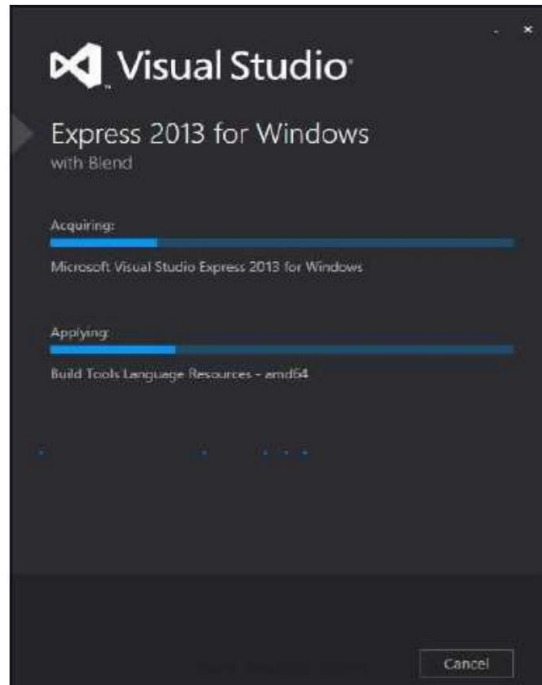 Visual Studio
Express 2013 for Windows
with Blend
Acquiring:
Microsoft Visual Studio Express 2013 for Windows
Applying:
Build Tools Language Resources - amd64
Cancel